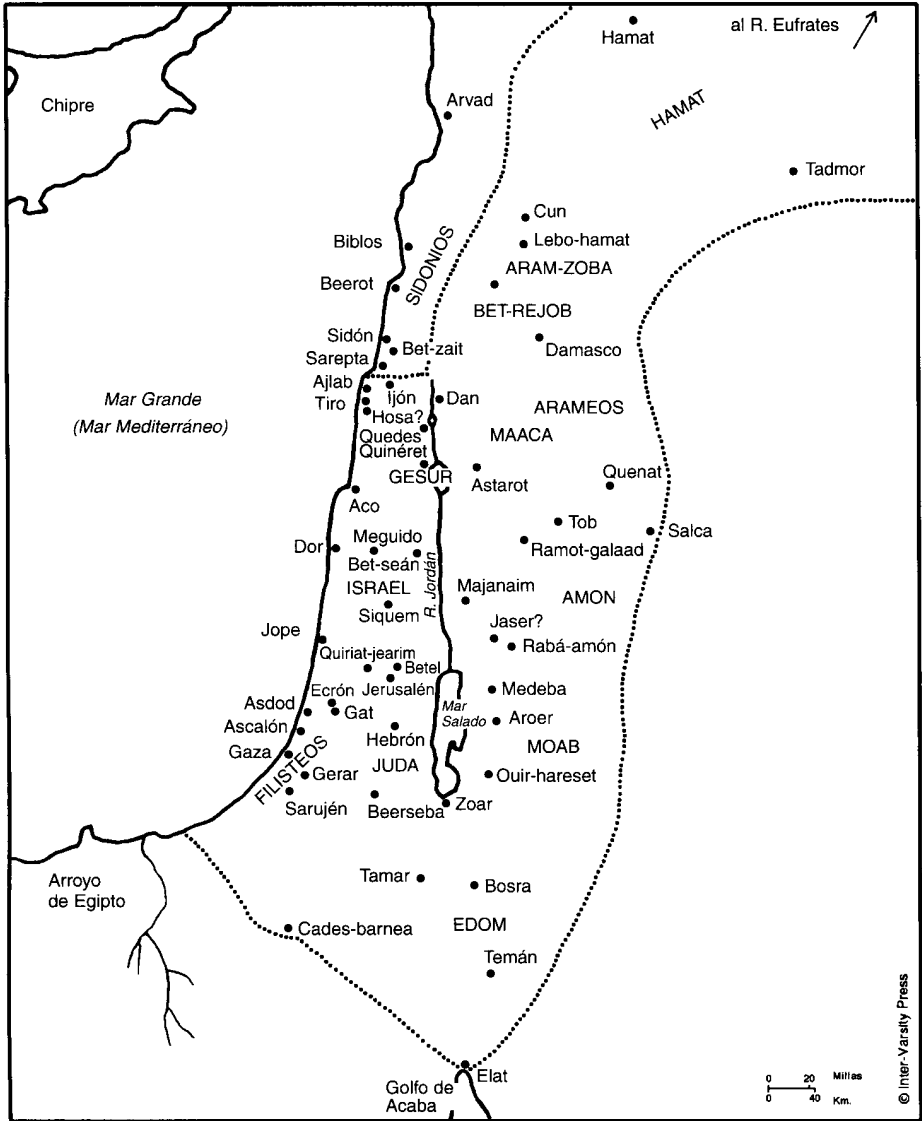 Hamat
al R. Eufrates
Chipre
Arvad
HAMAT
Tadmor
Cun
Biblos
Lebo-hamat
SIDONIOS
ARAM-ZOBA
Beerot
BET-REJOB
Sidón
Bet-zait
Damasco
Sarepta
Ajlab
Ijón
Dan
Tiro
Hosa?
ARAMEOS
Mar Grande
(Mar Mediterráneo)
Quedes
MAACA
Quinéret
GESUR
Astarot
Quenat
Aco
Tob
Salca
Dor
Meguido
Ramot-galaad
Bet-seán
R. Jordán
ISRAEL
Majanaim
AMON
Siquem
Jaser?
Jope
Rabá-amón
Quiriat-jearim
Betel
Jerusalén
Medeba
Ecrón
Asdod
Gat
Mar
Salado
Aroer
Ascalón
Hebrón
MOAB
Gaza
FILISTEOS
JUDA
Gerar
Ouir-hareset
Sarujén
Beerseba
Zoar
Tamar
Bosra
Arroyo
de Egipto
Cades-barnea
EDOM
Temán
Elat
Golfo de
Acaba
0 20 Millas
0 40 Km.
© Inter-Varsity Press